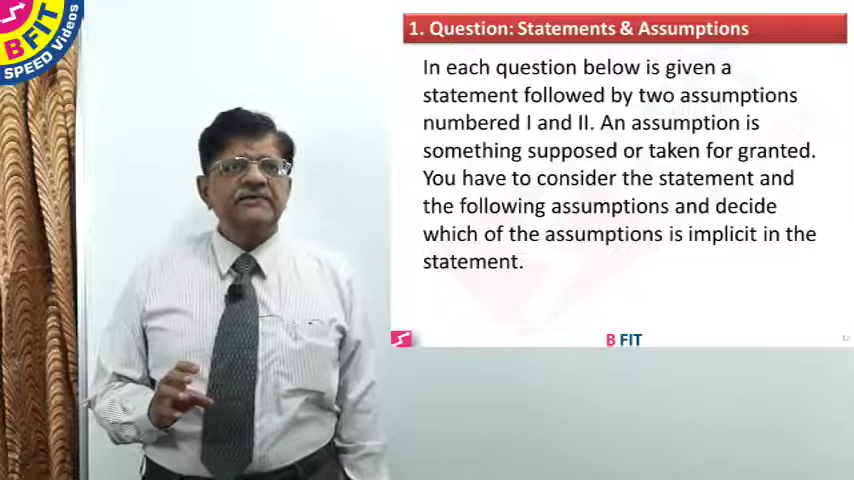 BFIT
SPEED Videos
1. Question: Statements & Assumptions
In each question below is given a
statement followed by two assumptions
numbered I and II. An assumption is
something supposed or taken for granted.
You have to consider the statement and
the following assumptions and decide
which of the assumptions is implicit in the
statement.
B FIT